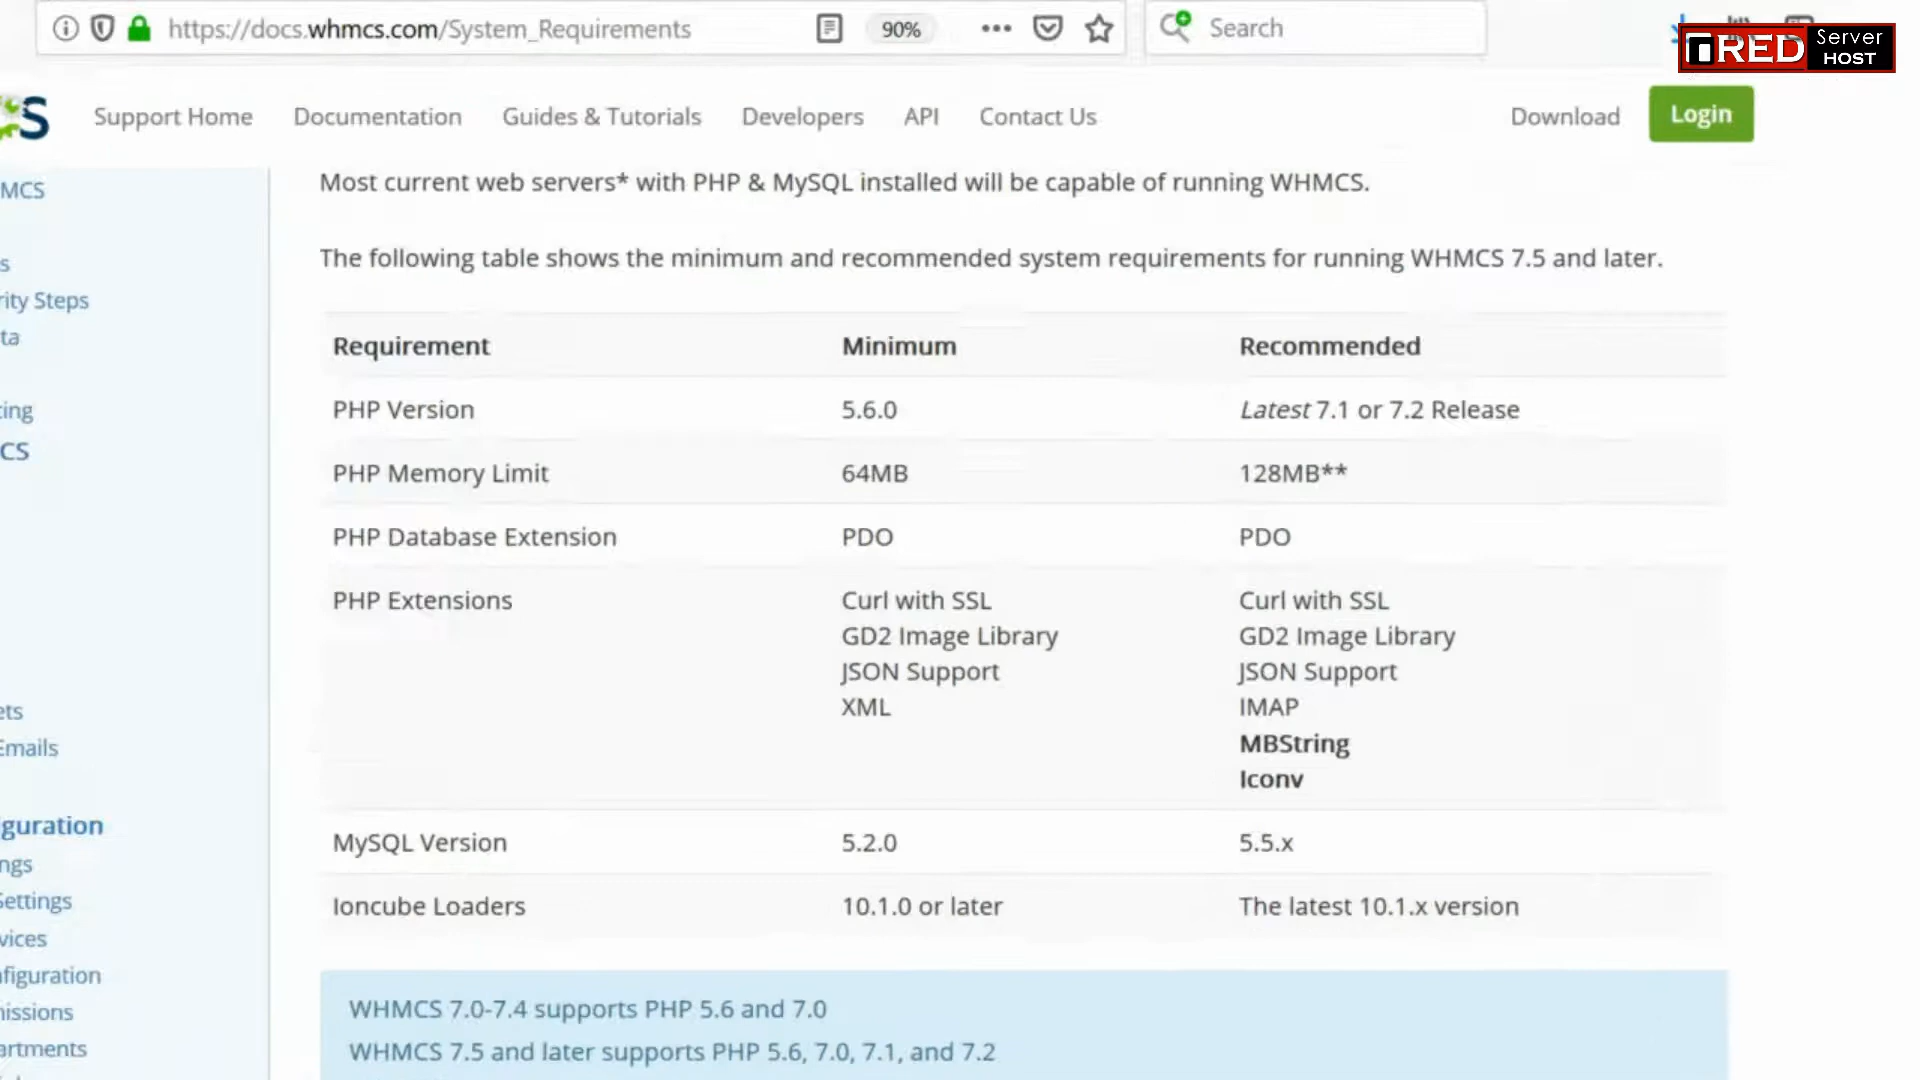 https://docs.whmcs.com/System_Requirements
90%
Search
RED Server HOST
S
Support Home
Documentation
Guides & Tutorials
Developers
API
Contact Us
Download
Login
MCS
s
rity Steps
ta
ing
CS
ets
Emails
guration
ngs
Settings
vices
nfiguration
nissions
artments
Most current web servers* with PHP & MySQL installed will be capable of running WHMCS.
The following table shows the minimum and recommended system requirements for running WHMCS 7.5 and later.
Requirement Minimum Recommended
PHP Version 5.6.0 Latest 7.1 or 7.2 Release
PHP Memory Limit 64MB 128MB**
PHP Database Extension PDO PDO
PHP Extensions Curl with SSL Curl with SSL
GD2 Image Library GD2 Image Library
JSON Support JSON Support
XML IMAP
MBString
Iconv
MySQL Version 5.2.0 5.5.x
Ioncube Loaders 10.1.0 or later The latest 10.1.x version
WHMCS 7.0-7.4 supports PHP 5.6 and 7.0
WHMCS 7.5 and later supports PHP 5.6, 7.0, 7.1, and 7.2